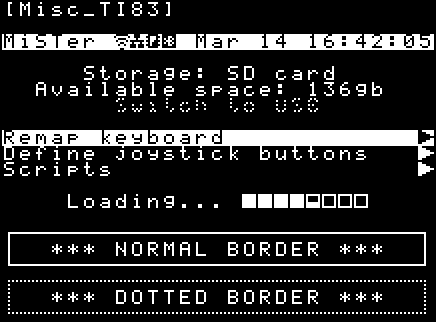 [Misc_TI83]
MiSTer Mar 14 16:42:05
Storage: SD card
Available space: 136gb
Switch to USB
Remap keyboard
Define joystick buttons
Scripts
Loading...
*** NORMAL BORDER ***
*** DOTTED BORDER ***